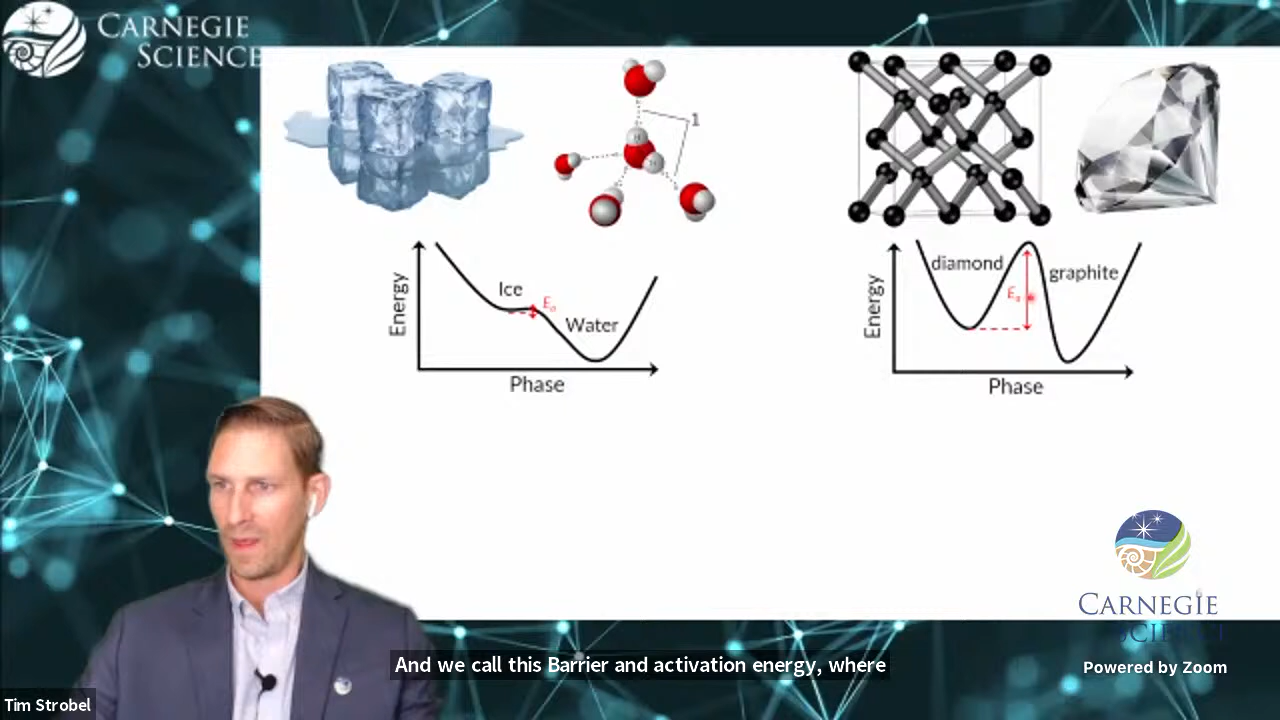 CARNEGIE
SCIENCE
1
H
H
Energy
Ice
Ea
Water
Phase
Energy
diamond
Ea
graphite
Phase
CARNEGIE
SCIENCE
And we call this Barrier and activation energy, where
Powered by Zoom
Tim Strobel